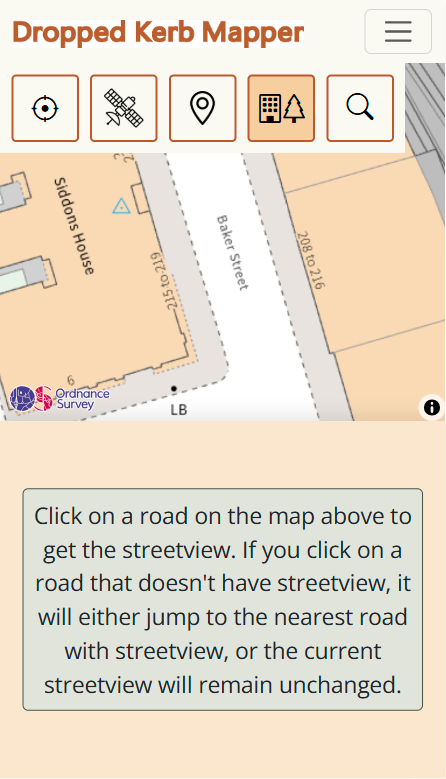 Dropped Kerb Mapper
Siddons House
Baker Street
208 to 216
215 to 219
9
Ordnance
Survey
LB
Click on a road on the map above to
get the streetview. If you click on a
road that doesn't have streetview, it
will either jump to the nearest road
with streetview, or the current
streetview will remain unchanged.